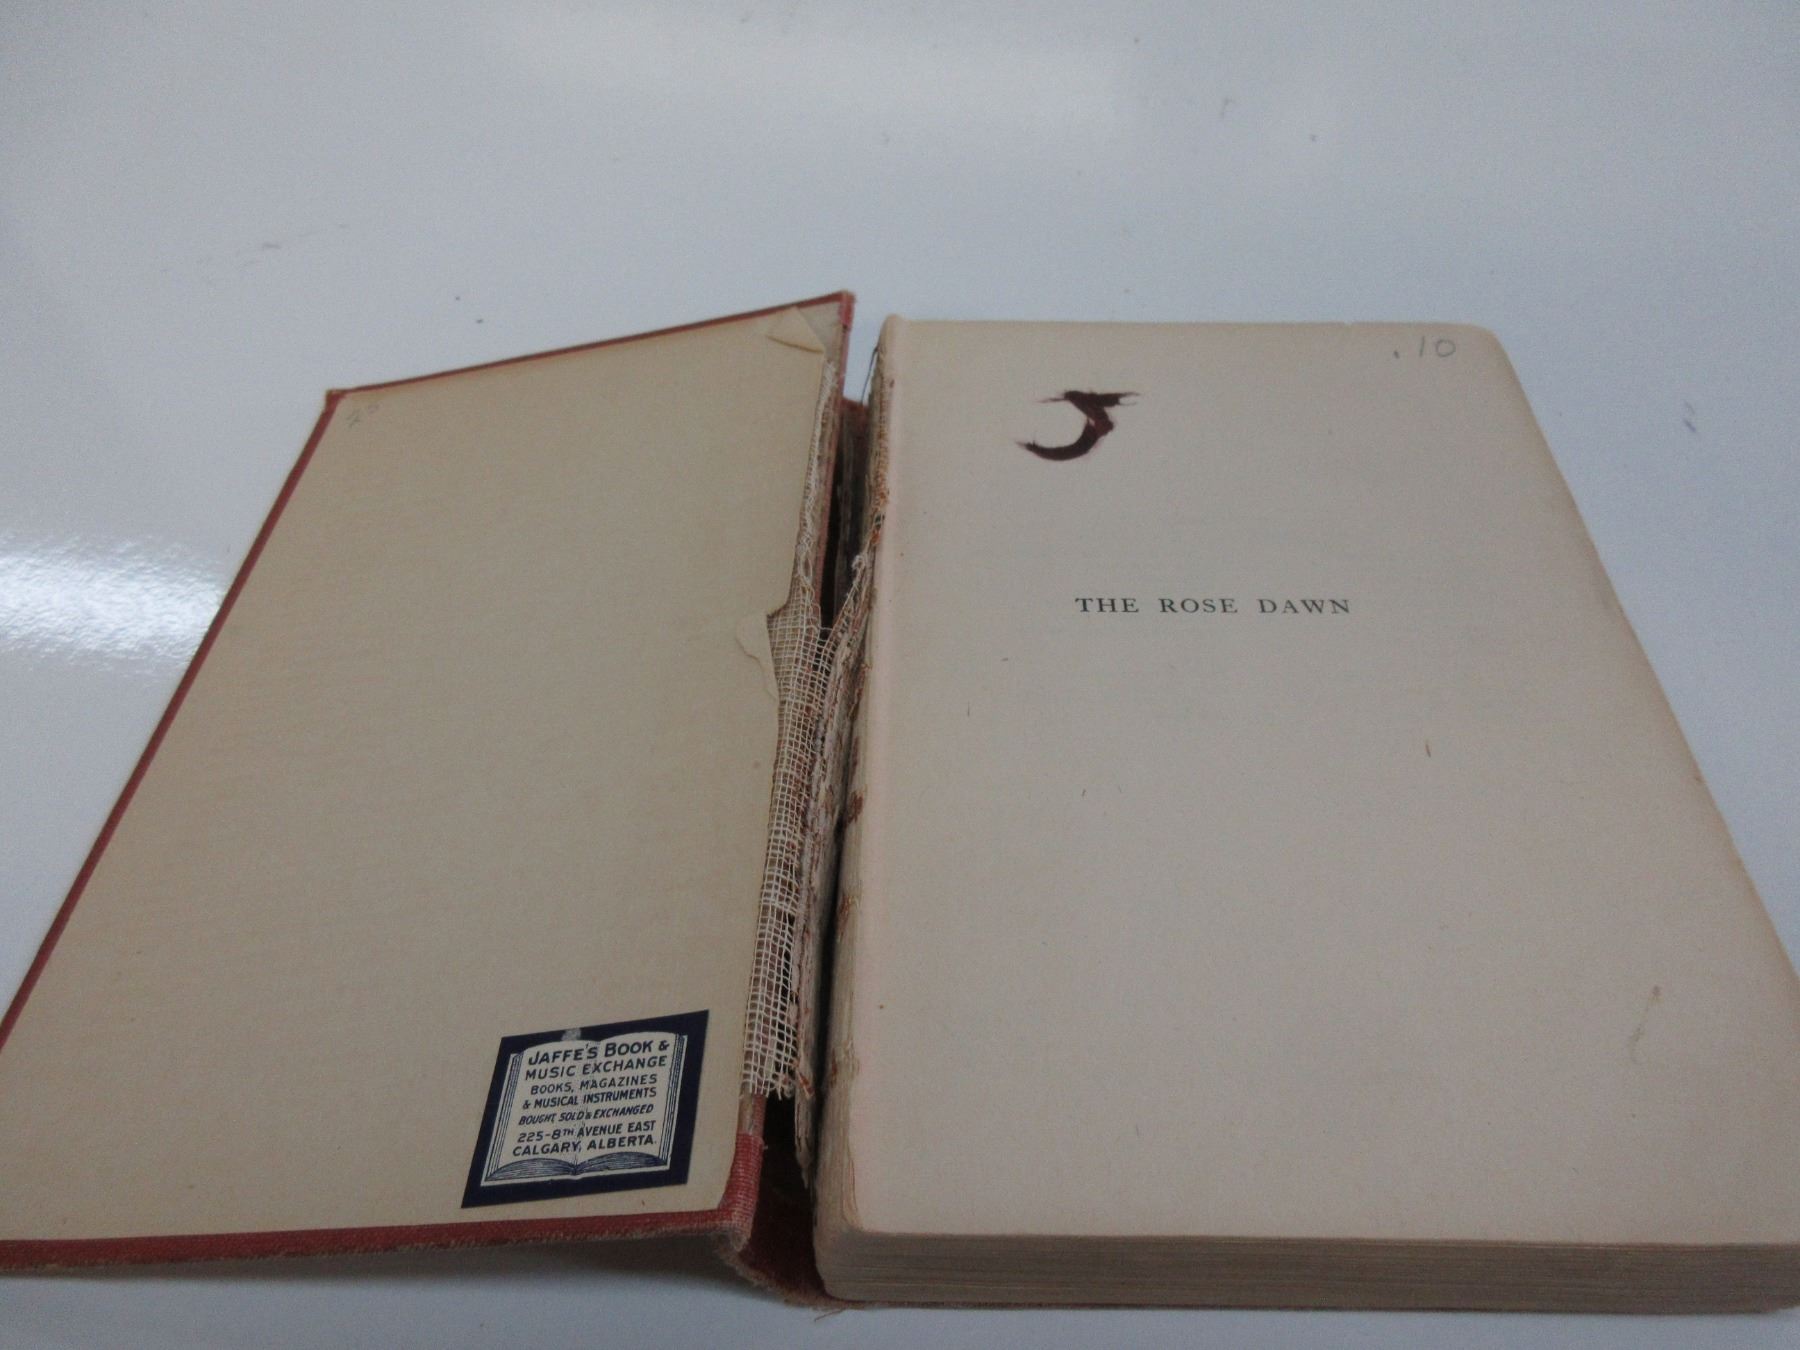 JAFFE'S BOOK &
MUSIC EXCHANGE
BOOKS, MAGAZINES
& MUSICAL INSTRUMENTS
BOUGHT, SOLD & EXCHANGED
225-8TH AVENUE EAST
CALGARY, ALBERTA.
.10
THE ROSE DAWN